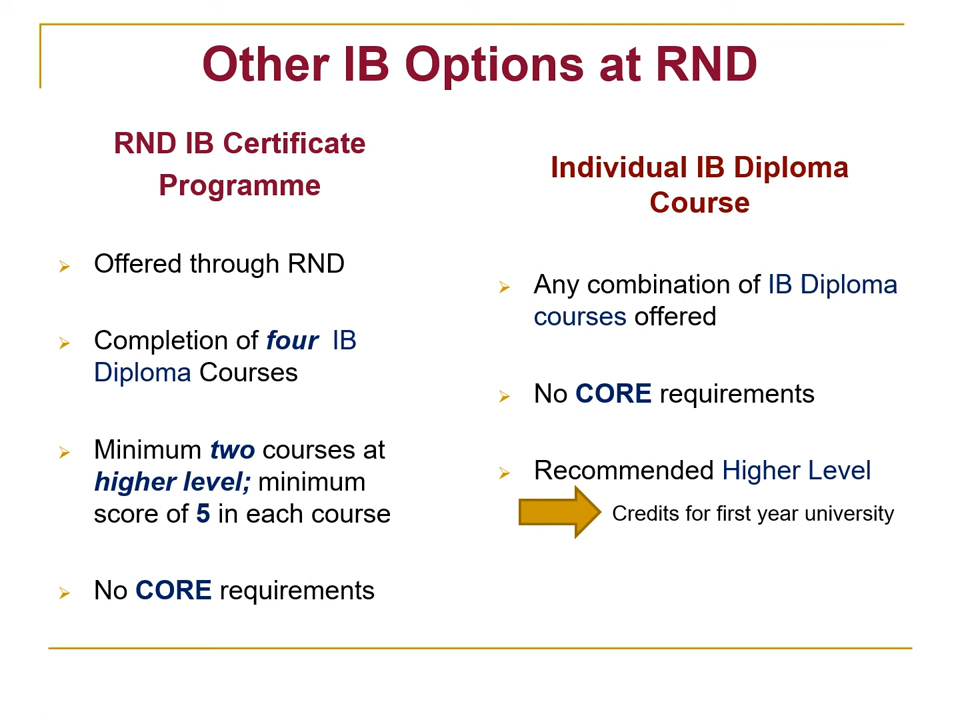 Other IB Options at RND
RND IB Certificate
Programme
Offered through RND
Completion of four IB
Diploma Courses
Minimum two courses at
higher level; minimum
score of 5 in each course
No CORE requirements
Individual IB Diploma
Course
Any combination of IB Diploma
courses offered
No CORE requirements
Recommended Higher Level
Credits for first year university